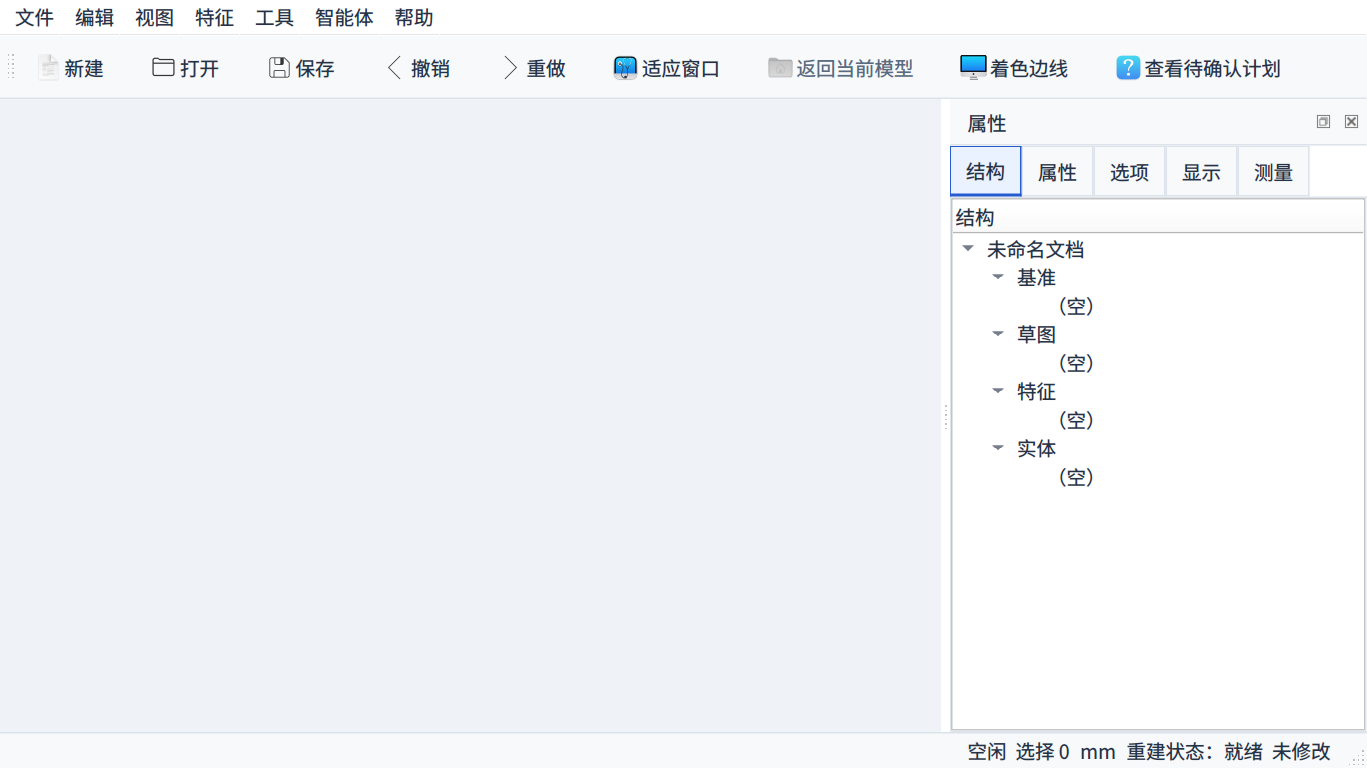 文件 编辑 视图 特征 工具 智能体 帮助
新建 打开 保存 撤销 重做 适应窗口 返回当前模型 着色边线 ? 查看待确认计划
属性
结构 属性 选项 显示 测量
结构
未命名文档
基准
（空）
草图
（空）
特征
（空）
实体
（空）
空闲 选择 0 mm 重建状态：就绪 未修改